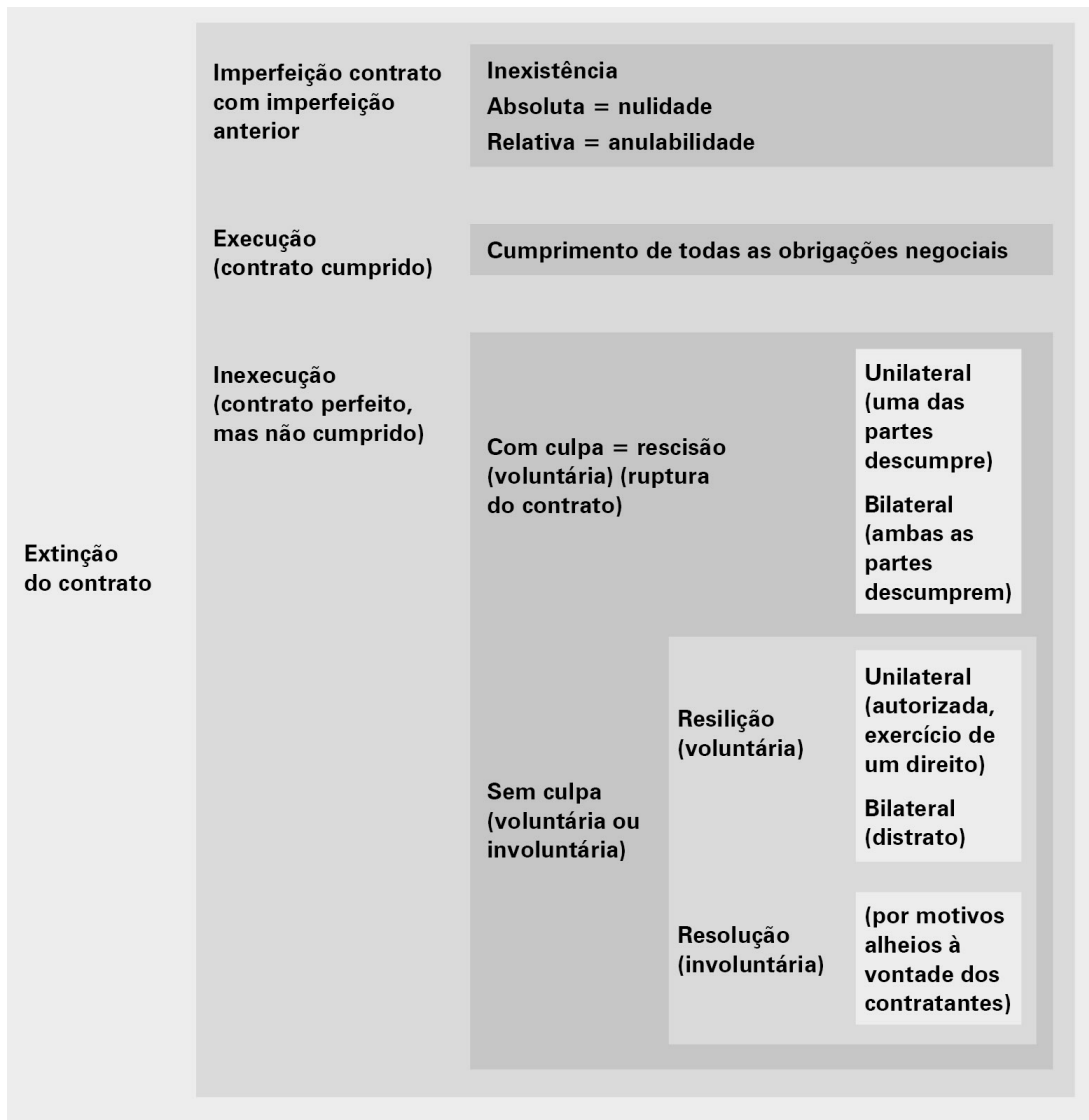 Extinção
do contrato
Imperfeição contrato
com imperfeição
anterior
Inexistência
Absoluta = nulidade
Relativa = anulabilidade
Execução
(contrato cumprido)
Cumprimento de todas as obrigações negociais
Inexecução
(contrato perfeito,
mas não cumprido)
Com culpa = rescisão
(voluntária) (ruptura
do contrato)
Unilateral
(uma das
partes
descumpre)
Bilateral
(ambas as
partes
descumprem)
Sem culpa
(voluntária ou
involuntária)
Resilição
(voluntária)
Unilateral
(autorizada,
exercício de
um direito)
Bilateral
(distrato)
Resolução
(involuntária)
(por motivos
alheios à
vontade dos
contratantes)